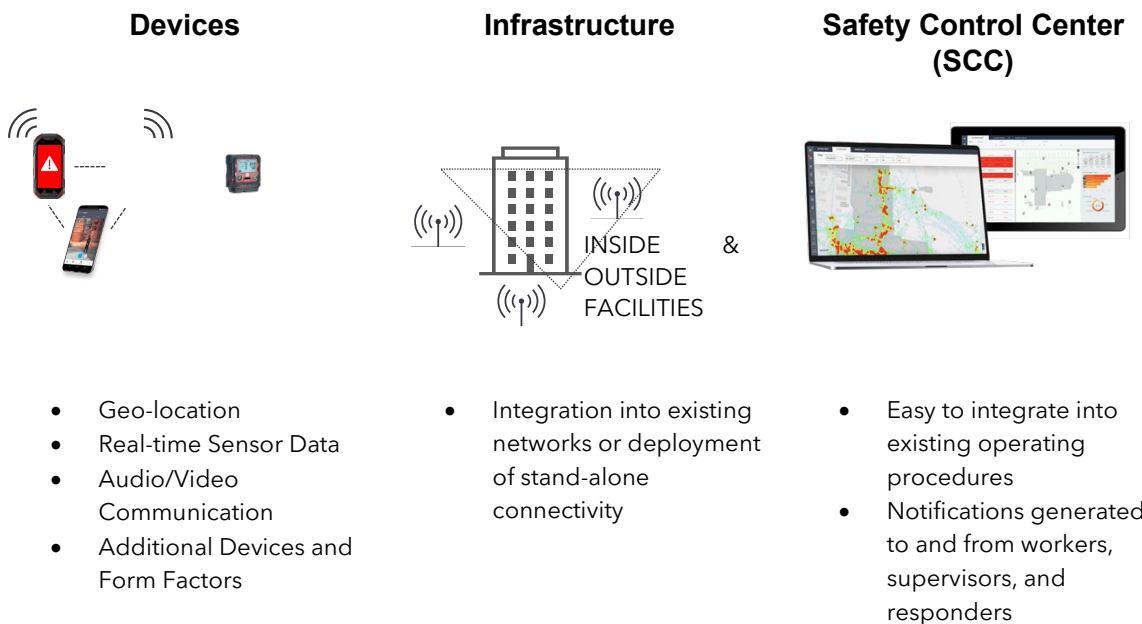 Devices
Infrastructure
Safety Control Center
(SCC)
INSIDE &
OUTSIDE
FACILITIES
• Geo-location
• Real-time Sensor Data
• Audio/Video
Communication
• Additional Devices and
Form Factors
• Integration into existing
networks or deployment
of stand-alone
connectivity
• Easy to integrate into
existing operating
procedures
• Notifications generated
to and from workers,
supervisors, and
responders